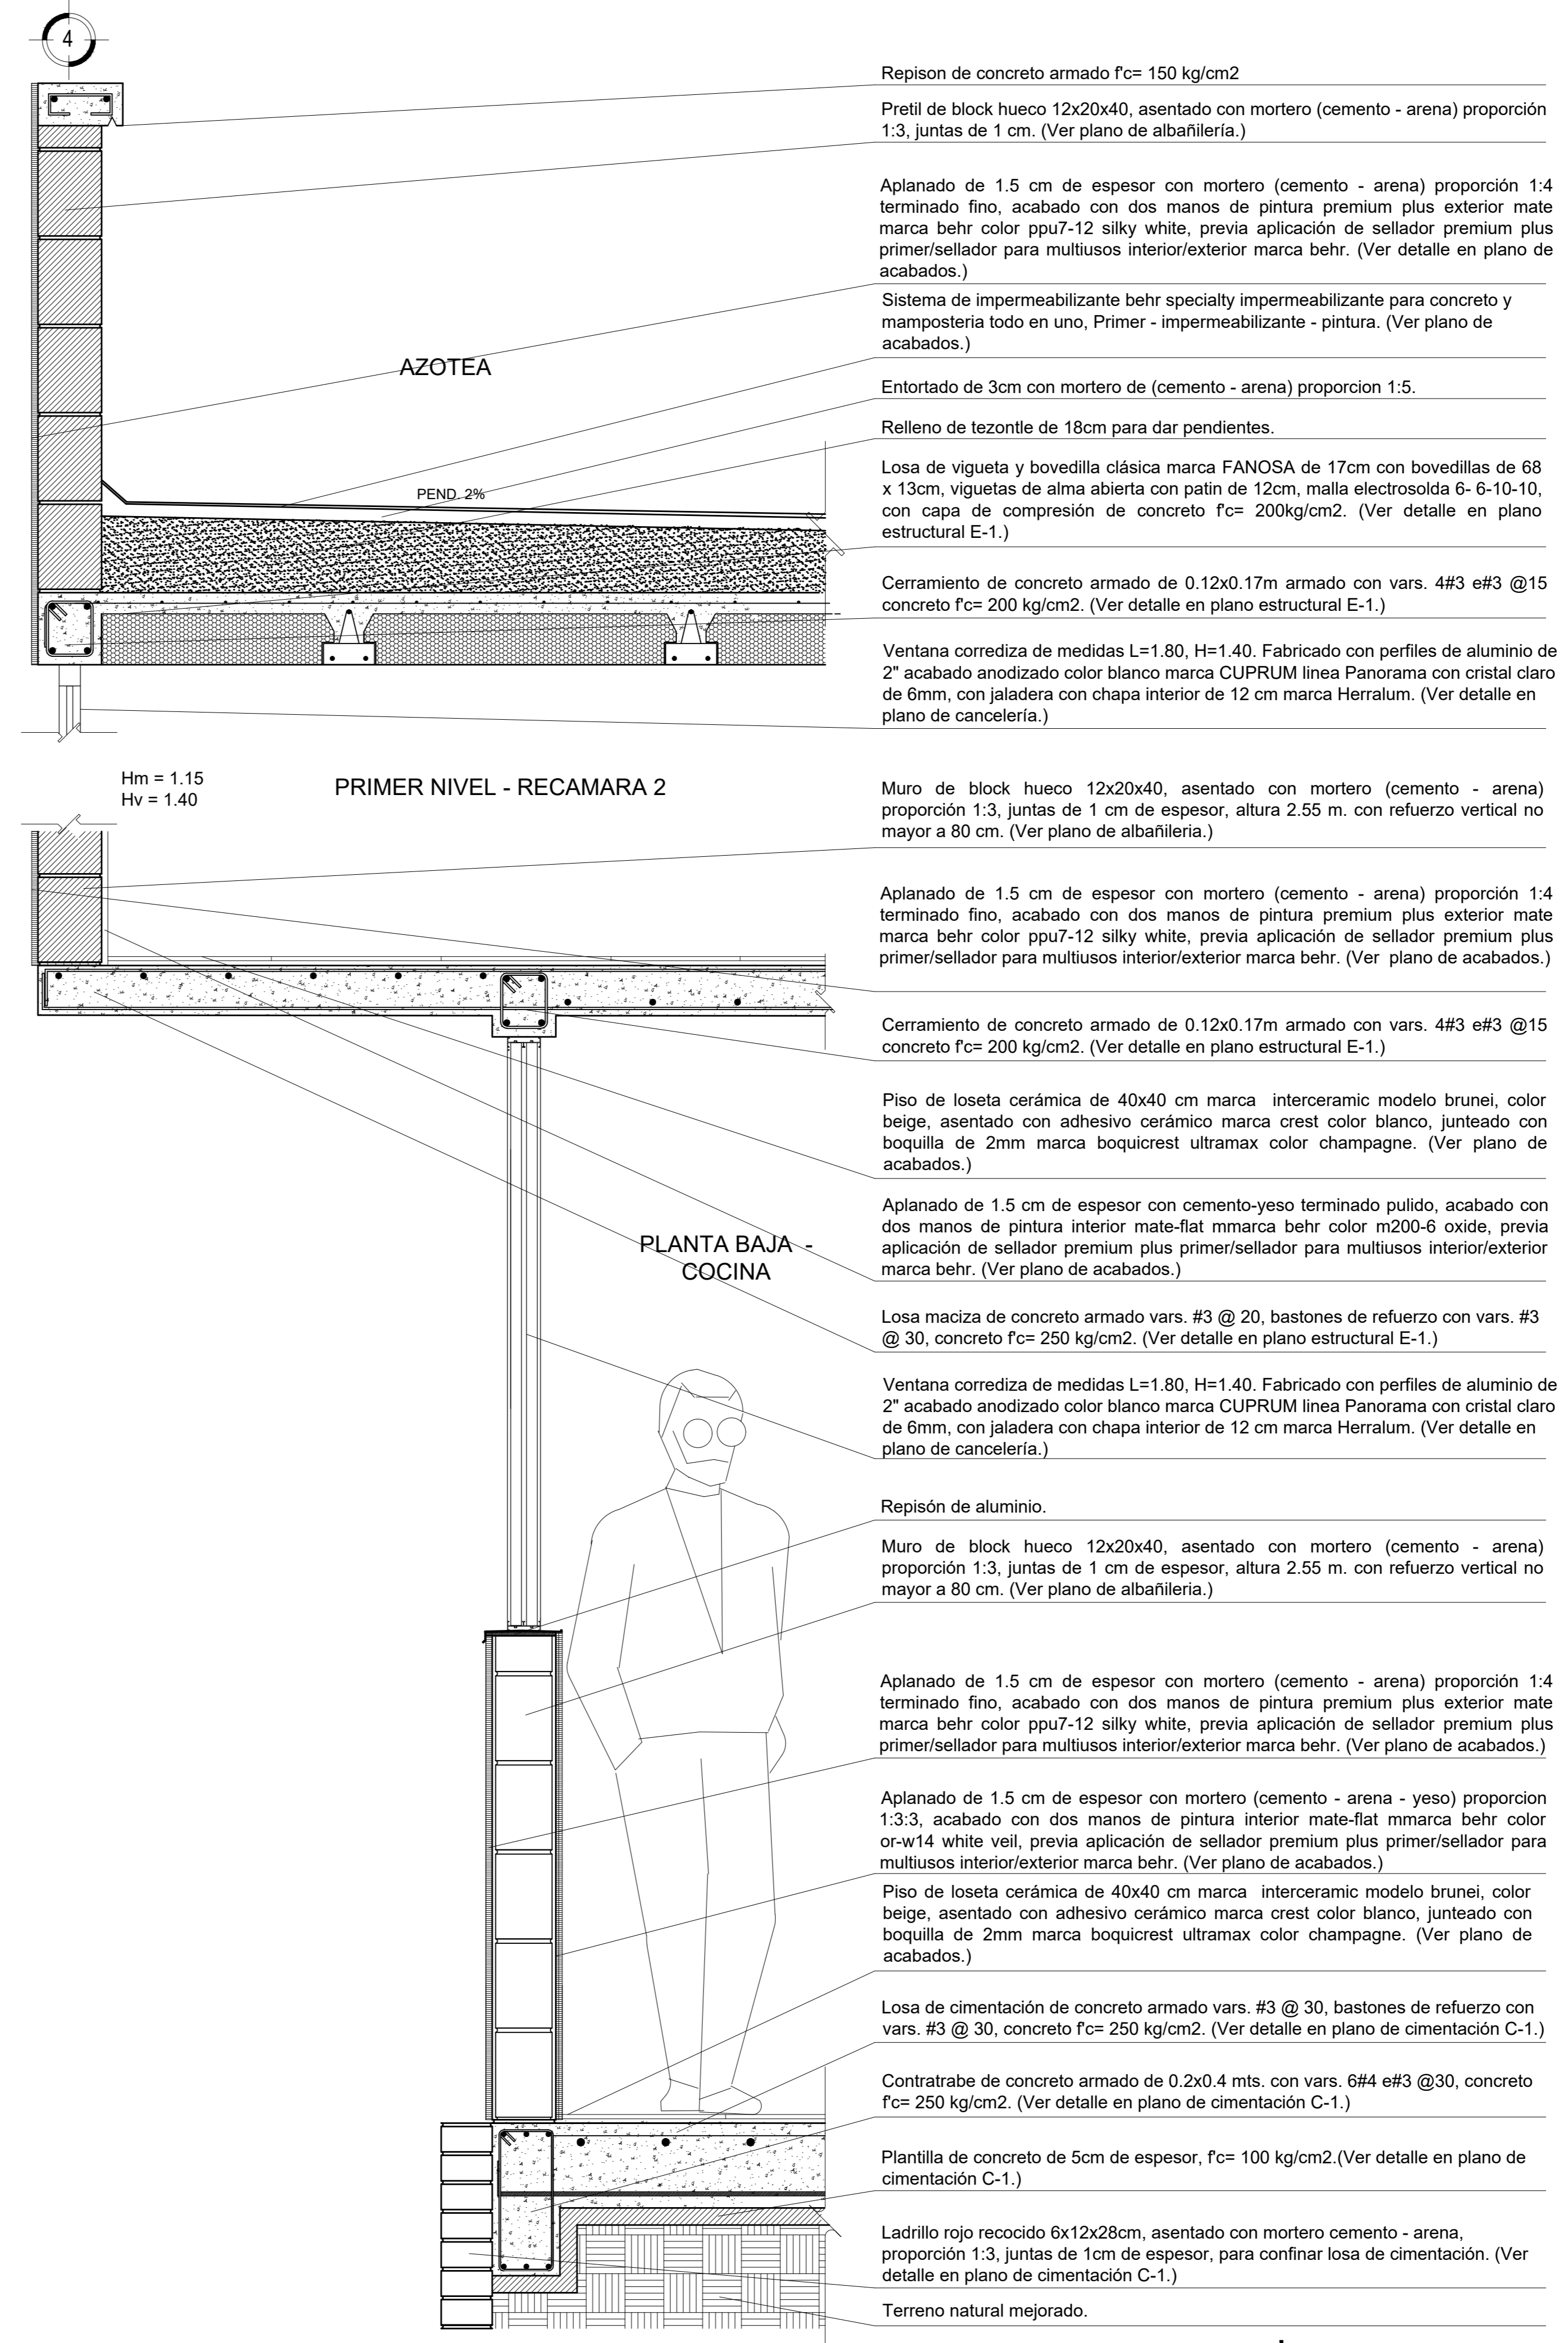 4
Repison de concreto armado f'c= 150 kg/cm2
Pretil de block hueco 12x20x40, asentado con mortero (cemento - arena) proporción
1:3, juntas de 1 cm. (Ver plano de albañilería.)
Aplanado de 1.5 cm de espesor con mortero (cemento - arena) proporción 1:4
terminado fino, acabado con dos manos de pintura premium plus exterior mate
marca behr color ppu7-12 silky white, previa aplicación de sellador premium plus
primer/sellador para multiusos interior/exterior marca behr. (Ver detalle en plano de
acabados.)
Sistema de impermeabilizante behr specialty impermeabilizante para concreto y
mamposteria todo en uno, Primer - impermeabilizante - pintura. (Ver plano de
acabados.)
AZOTEA
Entortado de 3cm con mortero de (cemento - arena) proporcion 1:5.
Relleno de tezontle de 18cm para dar pendientes.
Losa de vigueta y bovedilla clásica marca FANOSA de 17cm con bovedillas de 68
x 13cm, viguetas de alma abierta con patin de 12cm, malla electrosolda 6- 6-10-10,
con capa de compresión de concreto f'c= 200kg/cm2. (Ver detalle en plano
estructural E-1.)
PEND. 2%
Cerramiento de concreto armado de 0.12x0.17m armado con vars. 4#3 e#3 @15
concreto f'c= 200 kg/cm2. (Ver detalle en plano estructural E-1.)
Ventana corrediza de medidas L=1.80, H=1.40. Fabricado con perfiles de aluminio de
2" acabado anodizado color blanco marca CUPRUM linea Panorama con cristal claro
de 6mm, con jaladera con chapa interior de 12 cm marca Herralum. (Ver detalle en
plano de cancelería.)
Hm = 1.15
Hv = 1.40
PRIMER NIVEL - RECAMARA 2
Muro de block hueco 12x20x40, asentado con mortero (cemento - arena)
proporción 1:3, juntas de 1 cm de espesor, altura 2.55 m. con refuerzo vertical no
mayor a 80 cm. (Ver plano de albañileria.)
Aplanado de 1.5 cm de espesor con mortero (cemento - arena) proporción 1:4
terminado fino, acabado con dos manos de pintura premium plus exterior mate
marca behr color ppu7-12 silky white, previa aplicación de sellador premium plus
primer/sellador para multiusos interior/exterior marca behr. (Ver plano de acabados.)
Cerramiento de concreto armado de 0.12x0.17m armado con vars. 4#3 e#3 @15
concreto f'c= 200 kg/cm2. (Ver detalle en plano estructural E-1.)
Piso de loseta cerámica de 40x40 cm marca interceramic modelo brunei, color
beige, asentado con adhesivo cerámico marca crest color blanco, junteado con
boquilla de 2mm marca boquicrest ultramax color champagne. (Ver plano de
acabados.)
Aplanado de 1.5 cm de espesor con cemento-yeso terminado pulido, acabado con
dos manos de pintura interior mate-flat mmarca behr color m200-6 oxide, previa
aplicación de sellador premium plus primer/sellador para multiusos interior/exterior
marca behr. (Ver plano de acabados.)
PLANTA BAJA -
COCINA
Losa maciza de concreto armado vars. #3 @ 20, bastones de refuerzo con vars. #3
@ 30, concreto f'c= 250 kg/cm2. (Ver detalle en plano estructural E-1.)
Ventana corrediza de medidas L=1.80, H=1.40. Fabricado con perfiles de aluminio de
2" acabado anodizado color blanco marca CUPRUM linea Panorama con cristal claro
de 6mm, con jaladera con chapa interior de 12 cm marca Herralum. (Ver detalle en
plano de cancelería.)
Repisón de aluminio.
Muro de block hueco 12x20x40, asentado con mortero (cemento - arena)
proporción 1:3, juntas de 1 cm de espesor, altura 2.55 m. con refuerzo vertical no
mayor a 80 cm. (Ver plano de albañileria.)
Aplanado de 1.5 cm de espesor con mortero (cemento - arena) proporción 1:4
terminado fino, acabado con dos manos de pintura premium plus exterior mate
marca behr color ppu7-12 silky white, previa aplicación de sellador premium plus
primer/sellador para multiusos interior/exterior marca behr. (Ver plano de acabados.)
Aplanado de 1.5 cm de espesor con mortero (cemento - arena - yeso) proporcion
1:3:3, acabado con dos manos de pintura interior mate-flat mmarca behr color
or-w14 white veil, previa aplicación de sellador premium plus primer/sellador para
multiusos interior/exterior marca behr. (Ver plano de acabados.)
Piso de loseta cerámica de 40x40 cm marca interceramic modelo brunei, color
beige, asentado con adhesivo cerámico marca crest color blanco, junteado con
boquilla de 2mm marca boquicrest ultramax color champagne. (Ver plano de
acabados.)
Losa de cimentación de concreto armado vars. #3 @ 30, bastones de refuerzo con
vars. #3 @ 30, concreto f'c= 250 kg/cm2. (Ver detalle en plano de cimentación C-1.)
Contratrabe de concreto armado de 0.2x0.4 mts. con vars. 6#4 e#3 @30, concreto
f'c= 250 kg/cm2. (Ver detalle en plano de cimentación C-1.)
Plantilla de concreto de 5cm de espesor, f'c= 100 kg/cm2.(Ver detalle en plano de
cimentación C-1.)
Ladrillo rojo recocido 6x12x28cm, asentado con mortero cemento - arena,
proporción 1:3, juntas de 1cm de espesor, para confinar losa de cimentación. (Ver
detalle en plano de cimentación C-1.)
Terreno natural mejorado.